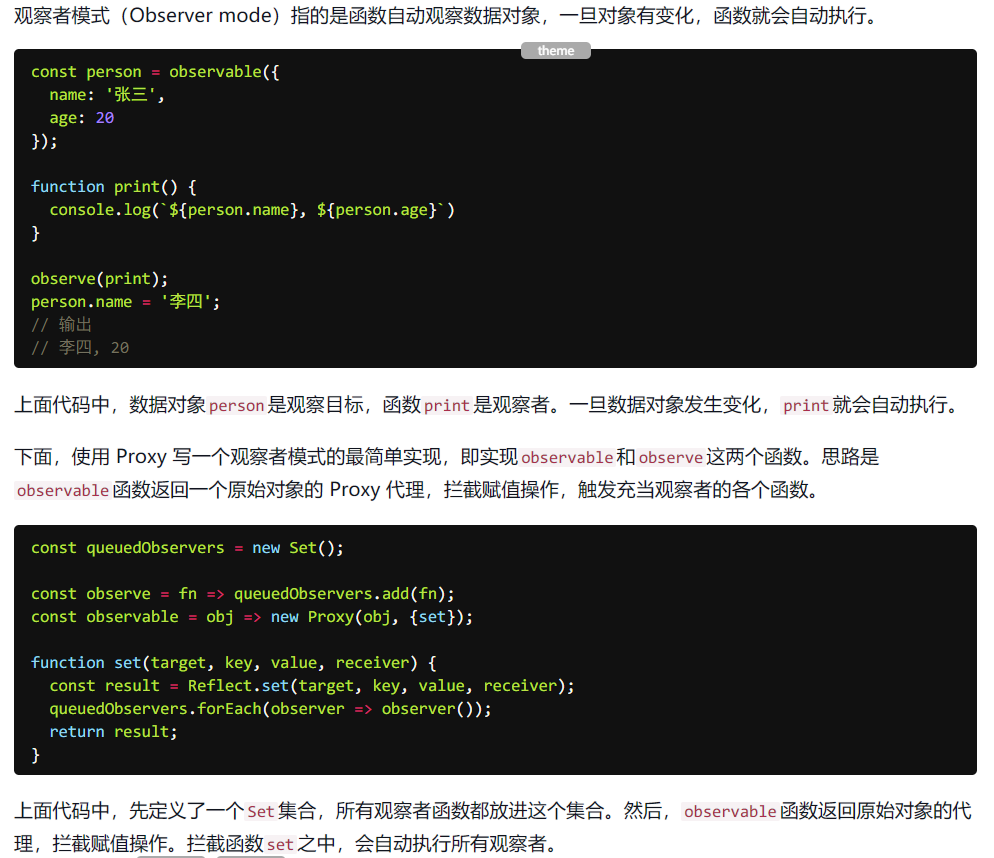 观察者模式（Observer mode）指的是函数自动观察数据对象，一旦对象有变化，函数就会自动执行。
theme
const person = observable({
  name: '张三',
  age: 20
});

function print() {
  console.log(`${person.name}, ${person.age}`)
}

observe(print);
person.name = '李四';
// 输出
// 李四, 20
上面代码中，数据对象person是观察目标，函数print是观察者。一旦数据对象发生变化，print就会自动执行。
下面，使用 Proxy 写一个观察者模式的最简单实现，即实现observable和observe这两个函数。思路是
observable函数返回一个原始对象的 Proxy 代理，拦截赋值操作，触发充当观察者的各个函数。
const queuedObservers = new Set();

const observe = fn => queuedObservers.add(fn);
const observable = obj => new Proxy(obj, {set});

function set(target, key, value, receiver) {
  const result = Reflect.set(target, key, value, receiver);
  queuedObservers.forEach(observer => observer());
  return result;
}
上面代码中，先定义了一个Set集合，所有观察者函数都放进这个集合。然后，observable函数返回原始对象的代
理，拦截赋值操作。拦截函数set之中，会自动执行所有观察者。